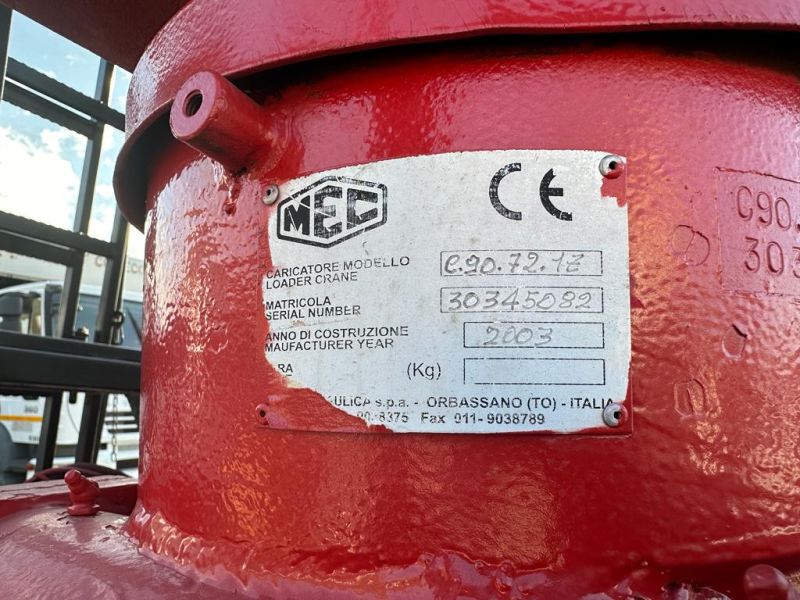 MEC CE
CARICATORE MODELLO
LOADER CRANE
C.90.72.1Z
MATRICOLA
SERIAL NUMBER
30345082
ANNO DI COSTRUZIONE
MAUFACTURER YEAR
2003
(Kg)
S.p.a. - ORBASSANO (TO) - ITALIA
Fax 011-9038789
C90.
303